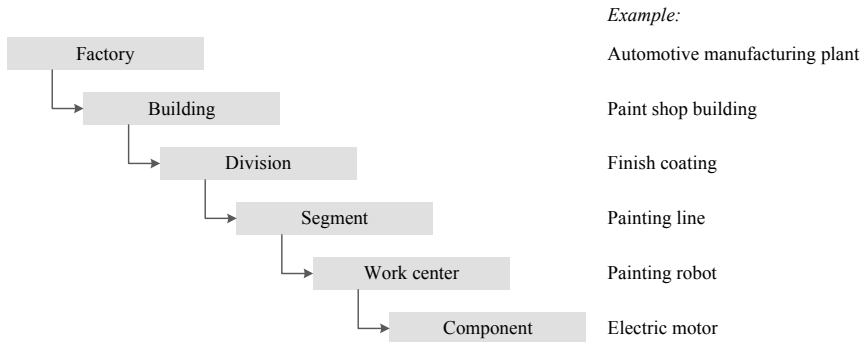 Example:
Factory Automotive manufacturing plant
Building Paint shop building
Division Finish coating
Segment Painting line
Work center Painting robot
Component Electric motor